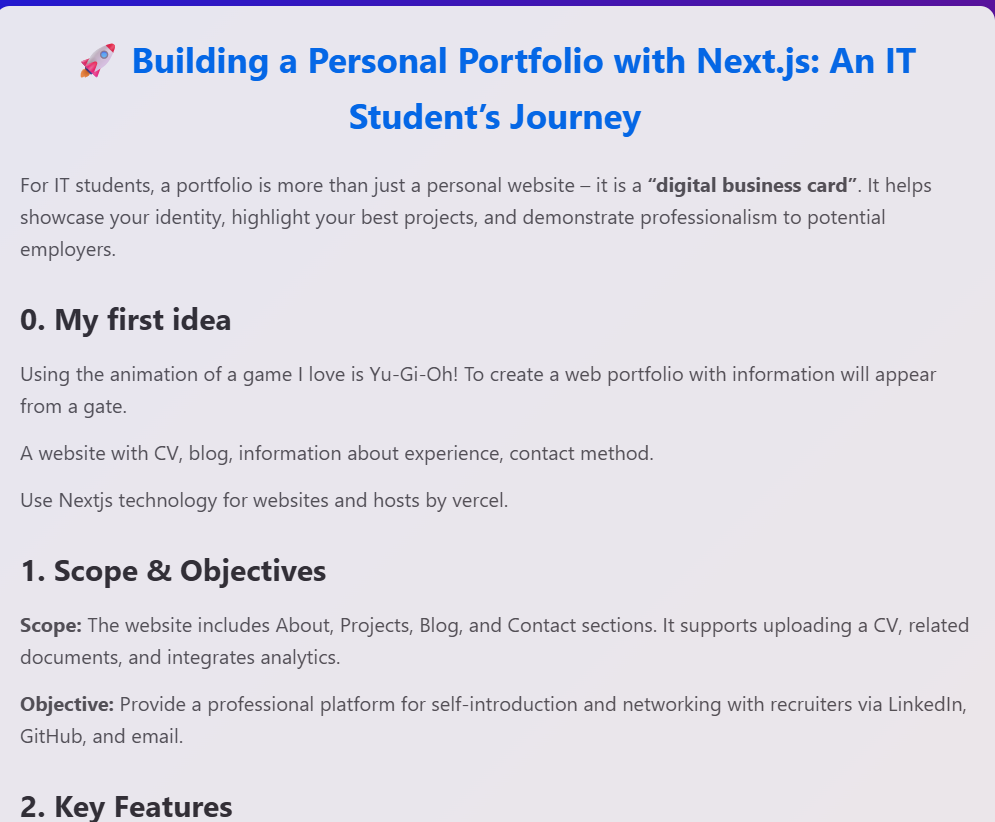 🚀 Building a Personal Portfolio with Next.js: An IT
Student’s Journey
For IT students, a portfolio is more than just a personal website – it is a “digital business card”. It helps
showcase your identity, highlight your best projects, and demonstrate professionalism to potential
employers.
0. My first idea
Using the animation of a game I love is Yu-Gi-Oh! To create a web portfolio with information will appear
from a gate.
A website with CV, blog, information about experience, contact method.
Use Nextjs technology for websites and hosts by vercel.
1. Scope & Objectives
Scope: The website includes About, Projects, Blog, and Contact sections. It supports uploading a CV, related
documents, and integrates analytics.
Objective: Provide a professional platform for self-introduction and networking with recruiters via LinkedIn,
GitHub, and email.
2. Key Features